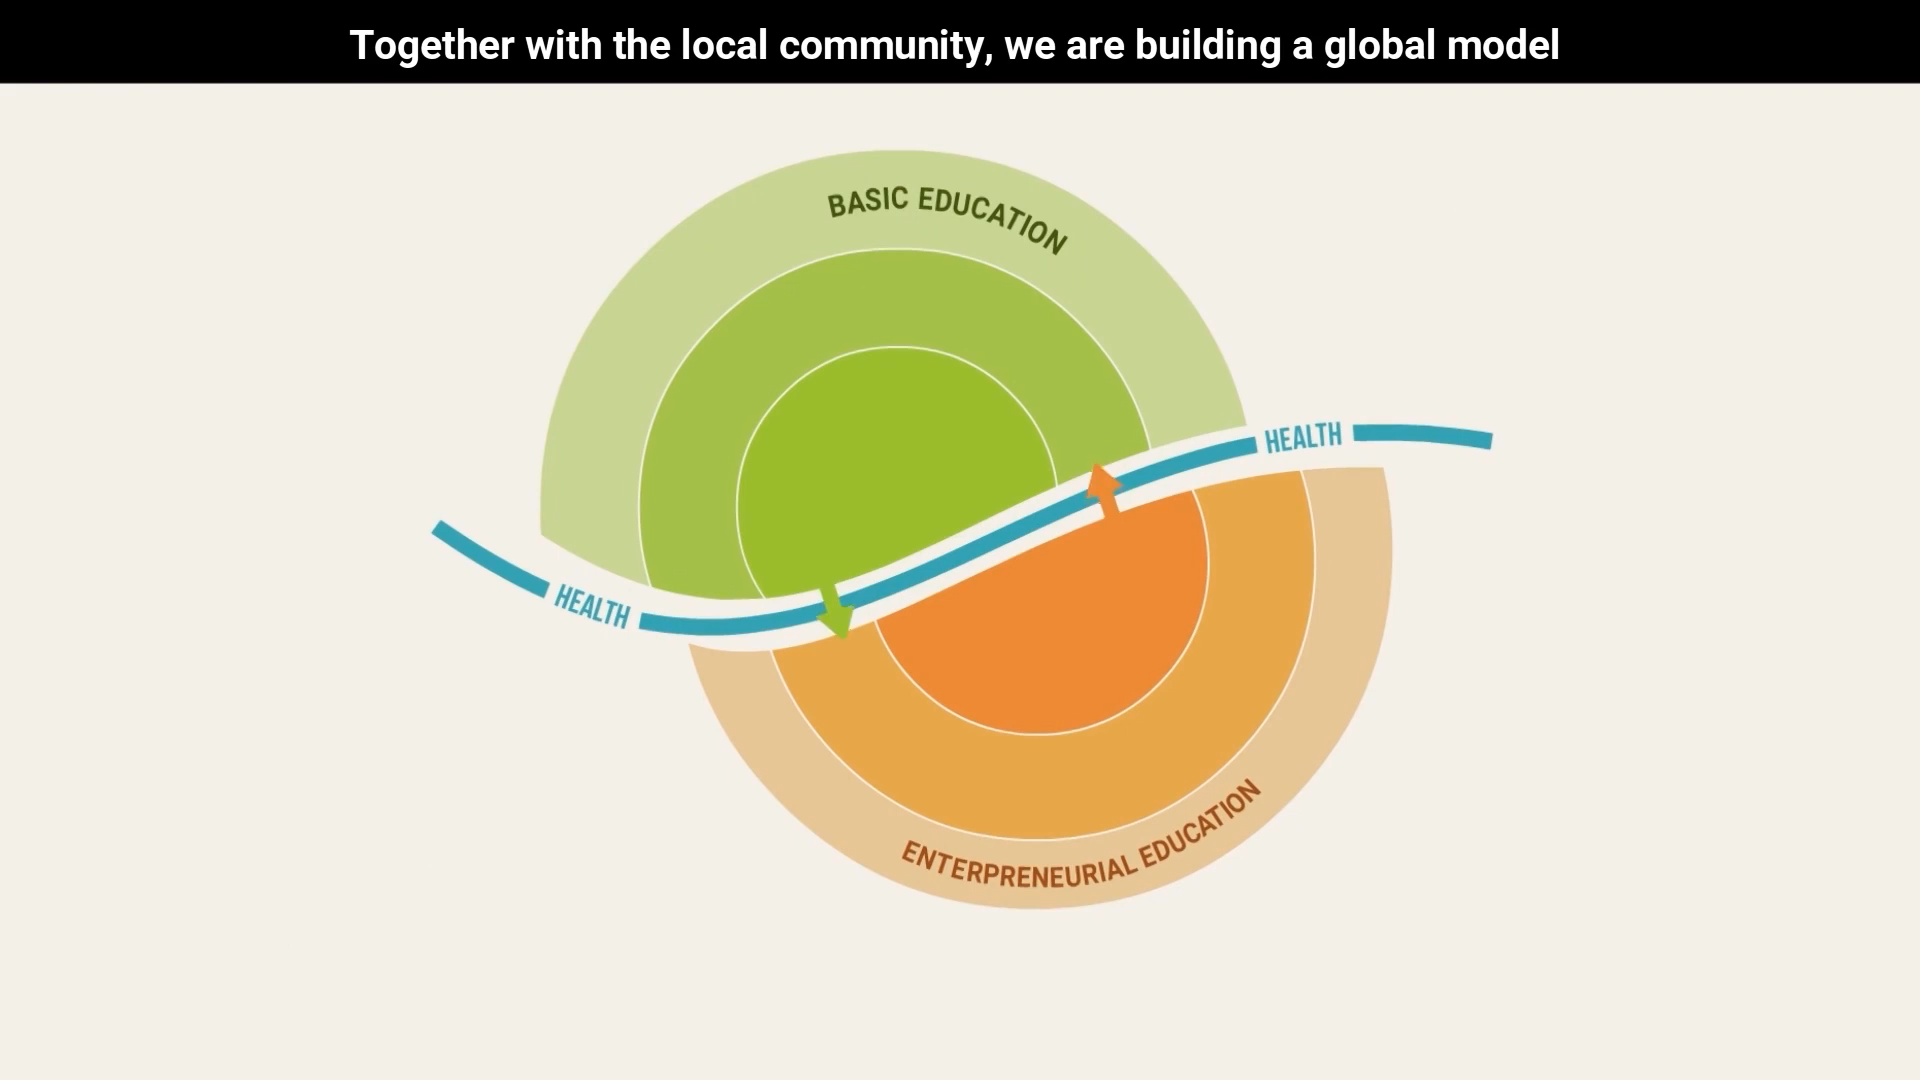 Together with the local community, we are building a global model
BASIC EDUCATION
HEALTH
HEALTH
ENTERPRENEURIAL EDUCATION